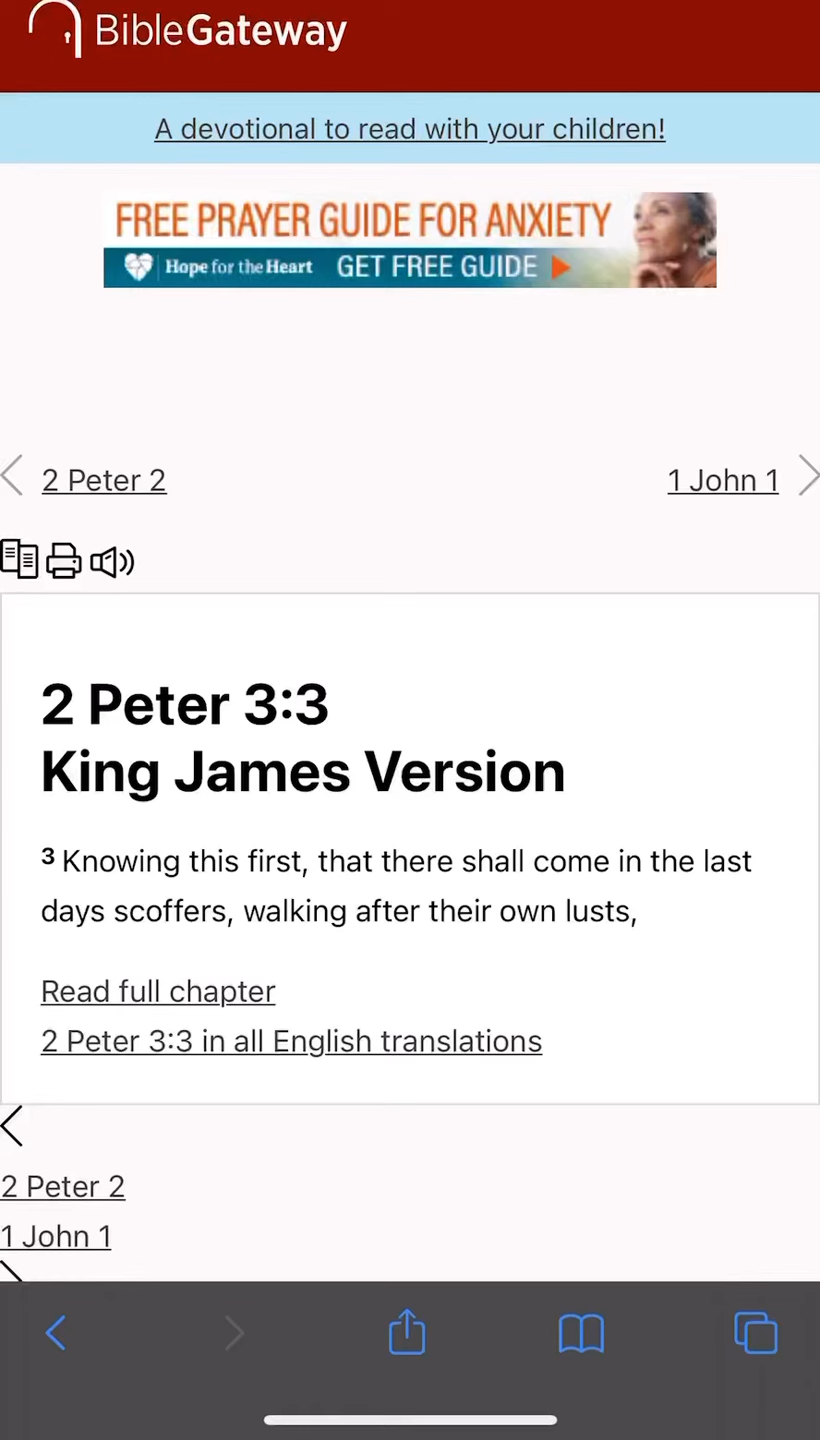 BibleGateway
A devotional to read with your children!
FREE PRAYER GUIDE FOR ANXIETY
Hope for the Heart GET FREE GUIDE
2 Peter 2
1 John 1
2 Peter 3:3
King James Version
3 Knowing this first, that there shall come in the last
days scoffers, walking after their own lusts,
Read full chapter
2 Peter 3:3 in all English translations
2 Peter 2
1 John 1